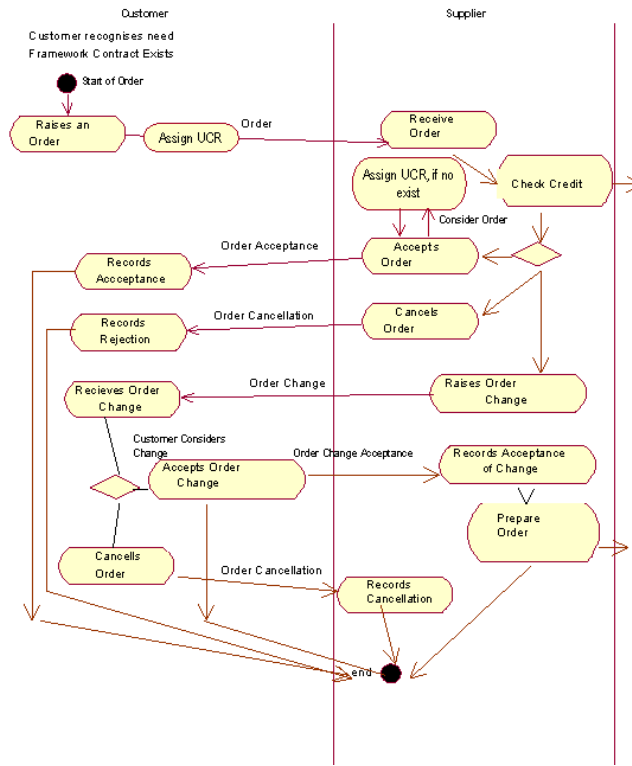 Customer
Supplier
Customer recognises need
Framework Contract Exists
Start of Order
Raises an
Order
Assign UCR
Order
Receive
Order
Assign UCR, if no
exist
Check Credit
Consider Order
Order Acceptance
Accepts
Order
Records
Accceptance
Order Cancellation
Cancels
Order
Records
Rejection
Recieves Order
Change
Order Change
Raises Order
Change
Customer Considers
Change
Accepts Order
Change
Order Change Acceptance
Records Acceptance
of Change
Prepare
Order
Cancells
Order
Order Cancellation
Records
Cancellation
end